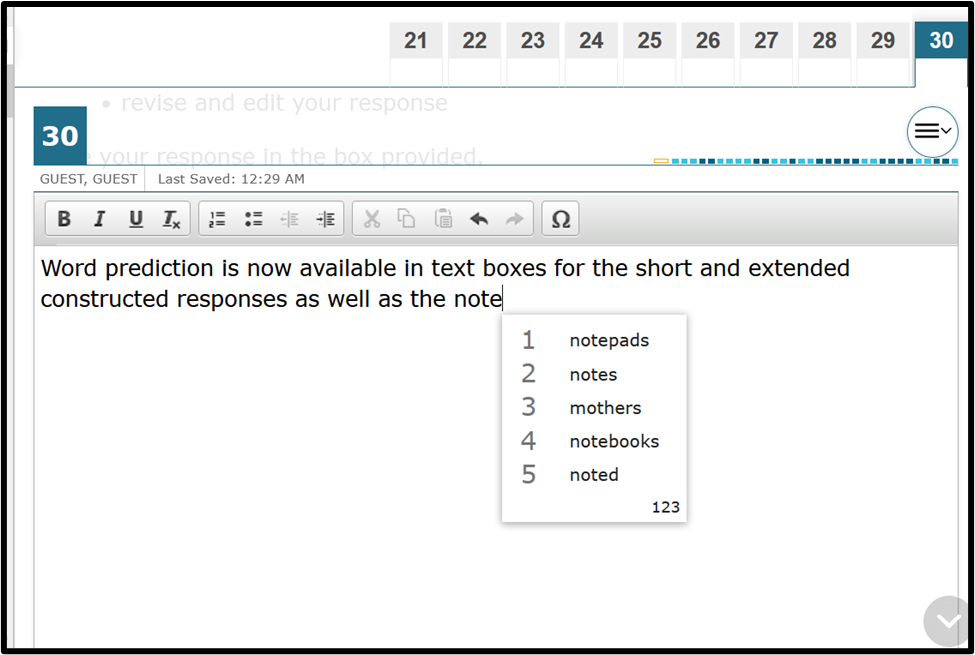 21 22 23 24 25 26 27 28 29 30
• revise and edit your response
30
your response in the box provided.
GUEST, GUEST Last Saved: 12:29 AM
B I U Tx Ω
Word prediction is now available in text boxes for the short and extended
constructed responses as well as the note
1 notepads
2 notes
3 mothers
4 notebooks
5 noted
123